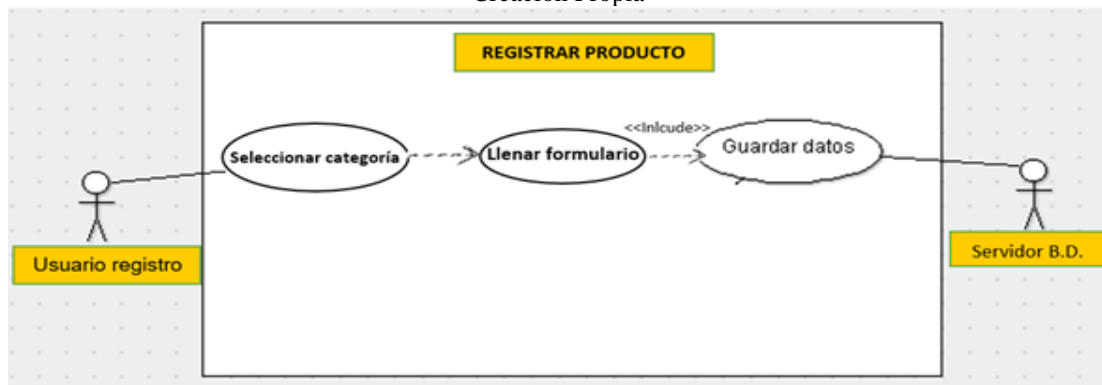 Creación Propia
REGISTRAR PRODUCTO
<<Inlcude>>
Seleccionar categoría
Llenar formulario
Guardar datos
Usuario registro
Servidor B.D.